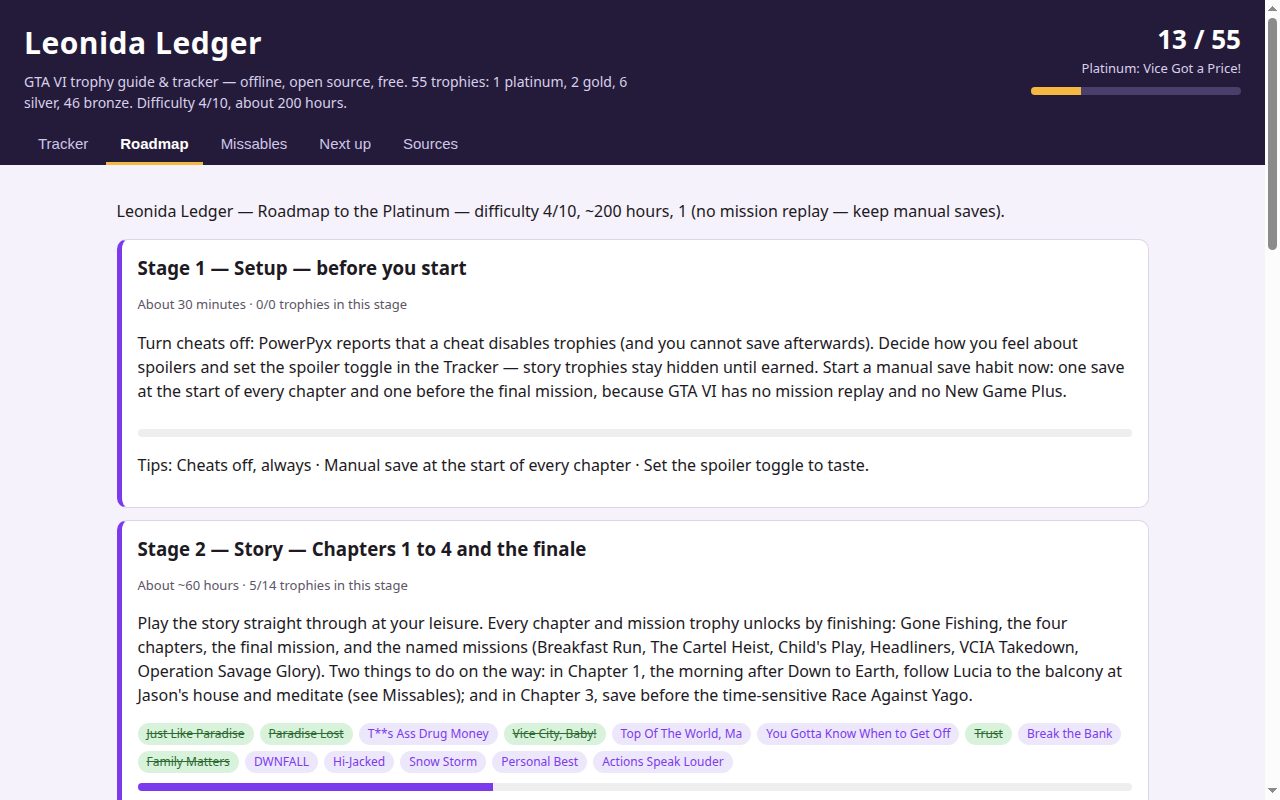 Leonida Ledger
13 / 55
Platinum: Vice Got a Price!
GTA VI trophy guide & tracker — offline, open source, free. 55 trophies: 1 platinum, 2 gold, 6
silver, 46 bronze. Difficulty 4/10, about 200 hours.
Tracker Roadmap Missables Next up Sources
Leonida Ledger — Roadmap to the Platinum — difficulty 4/10, ~200 hours, 1 (no mission replay — keep manual saves).
Stage 1 — Setup — before you start
About 30 minutes · 0/0 trophies in this stage
Turn cheats off: PowerPyx reports that a cheat disables trophies (and you cannot save afterwards). Decide how you feel about
spoilers and set the spoiler toggle in the Tracker — story trophies stay hidden until earned. Start a manual save habit now: one save
at the start of every chapter and one before the final mission, because GTA VI has no mission replay and no New Game Plus.
Tips: Cheats off, always · Manual save at the start of every chapter · Set the spoiler toggle to taste.
Stage 2 — Story — Chapters 1 to 4 and the finale
About ~60 hours · 5/14 trophies in this stage
Play the story straight through at your leisure. Every chapter and mission trophy unlocks by finishing: Gone Fishing, the four
chapters, the final mission, and the named missions (Breakfast Run, The Cartel Heist, Child's Play, Headliners, VCIA Takedown,
Operation Savage Glory). Two things to do on the way: in Chapter 1, the morning after Down to Earth, follow Lucia to the balcony at
Jason's house and meditate (see Missables); and in Chapter 3, save before the time-sensitive Race Against Yago.
Just Like Paradise Paradise Lost T**s Ass Drug Money Vice City, Baby! Top Of The World, Ma You Gotta Know When to Get Off Trust Break the Bank
Family Matters DWNFALL Hi-Jacked Snow Storm Personal Best Actions Speak Louder